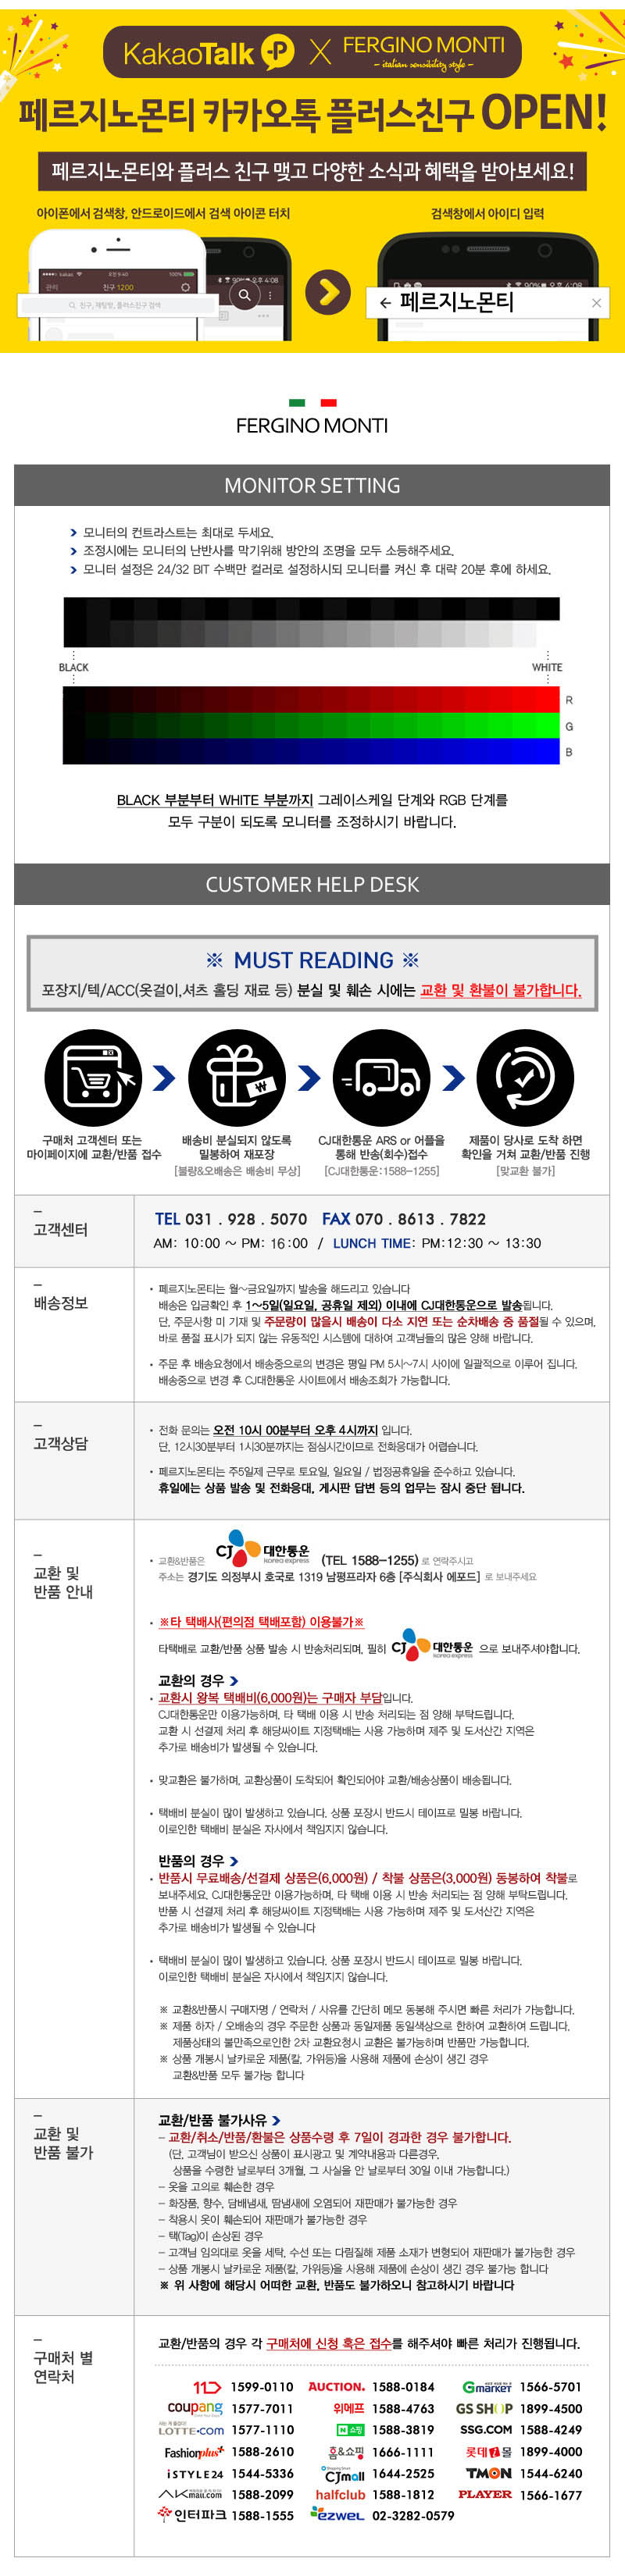 KakaoTalk P X FERGINO MONTI
- italian sensibility style -
페르지노몬티 카카오톡 플러스친구 OPEN!
페르지노몬티와 플러스 친구 맺고 다양한 소식과 혜택을 받아보세요!
아이폰에서 검색창, 안드로이드에서 검색 아이콘 터치
검색창에서 아이디 입력
kakao 오후 5:45 100%
관리 친구 1200
친구, 채팅방, 플러스친구 검색
90% 오후 4:08
90% 오후 4:08
페르지노몬티
FERGINO MONTI
MONITOR SETTING
모니터의 컨트라스트는 최대로 두세요.
조정시에는 모니터의 난반사를 막기위해 방안의 조명을 모두 소등해주세요.
모니터 설정은 24/32 BIT 수백만 컬러로 설정하시되 모니터를 켜신 후 대략 20분 후에 하세요.
BLACK WHITE
R
G
B
BLACK 부분부터 WHITE 부분까지 그레이스케일 단계와 RGB 단계를
모두 구분이 되도록 모니터를 조정하시기 바랍니다.
CUSTOMER HELP DESK
※ MUST READING ※
포장지/텍/ACC(옷걸이,셔츠 홀딩 재료 등) 분실 및 훼손 시에는 교환 및 환불이 불가합니다.
구매처 고객센터 또는
마이페이지에 교환/반품 접수
배송비 분실되지 않도록
밀봉하여 재포장
[불량&오배송은 배송비 무상]
CJ대한통운 ARS or 어플을
통해 반송(회수)접수
[CJ대한통운:1588-1255]
제품이 당사로 도착 하면
확인을 거쳐 교환/반품 진행
[맞교환 불가]
고객센터
TEL 031 . 928 . 5070 FAX 070 . 8613 . 7822
AM: 10:00 ~ PM: 16:00 / LUNCH TIME: PM:12:30 ~ 13:30
배송정보
• 페르지노몬티는 월~금요일까지 발송을 해드리고 있습니다
배송은 입금확인 후 1~5일(일요일, 공휴일 제외) 이내에 CJ대한통운으로 발송됩니다.
단, 주문사항 미 기재 및 주문량이 많을시 배송이 다소 지연 또는 순차배송 중 품절될 수 있으며,
바로 품절 표시가 되지 않는 유동적인 시스템에 대하여 고객님들의 많은 양해 바랍니다.
• 주문 후 배송요청에서 배송중으로의 변경은 평일 PM 5시~7시 사이에 일괄적으로 이루어 집니다.
배송중으로 변경 후 CJ대한통운 사이트에서 배송조회가 가능합니다.
고객상담
• 전화 문의는 오전 10시 00분부터 오후 4시까지 입니다.
단, 12시30분부터 1시30분까지는 점심시간이므로 전화응대가 어렵습니다.
• 페르지노몬티는 주5일제 근무로 토요일, 일요일 / 법정공휴일을 준수하고 있습니다.
휴일에는 상품 발송 및 전화응대, 게시판 답변 등의 업무는 잠시 중단 됩니다.
교환 및
반품 안내
• 교환&반품은 CJ 대한통운 korea express (TEL 1588-1255) 로 연락주시고
주소는 경기도 의정부시 호국로 1319 남평프라자 6층 [주식회사 에포드] 로 보내주세요
• ※타 택배사(편의점 택배포함) 이용불가※
타택배로 교환/반품 상품 발송 시 반송처리되며, 필히 CJ 대한통운 korea express 으로 보내주셔야합니다.
교환의 경우
• 교환시 왕복 택배비(6,000원)는 구매자 부담입니다.
CJ대한통운만 이용가능하며, 타 택배 이용 시 반송 처리되는 점 양해 부탁드립니다.
교환 시 선결제 처리 후 해당싸이트 지정택배는 사용 가능하며 제주 및 도서산간 지역은
추가로 배송비가 발생될 수 있습니다.
• 맞교환은 불가하며, 교환상품이 도착되어 확인되어야 교환/배송상품이 배송됩니다.
• 택배비 분실이 많이 발생하고 있습니다. 상품 포장시 반드시 테이프로 밀봉 바랍니다.
이로인한 택배비 분실은 자사에서 책임지지 않습니다.
반품의 경우
• 반품시 무료배송/선결제 상품은(6,000원) / 착불 상품은(3,000원) 동봉하여 착불로
보내주세요. CJ대한통운만 이용가능하며, 타 택배 이용 시 반송 처리되는 점 양해 부탁드립니다.
반품 시 선결제 처리 후 해당싸이트 지정택배는 사용 가능하며 제주 및 도서산간 지역은
추가로 배송비가 발생될 수 있습니다
• 택배비 분실이 많이 발생하고 있습니다. 상품 포장시 반드시 테이프로 밀봉 바랍니다.
이로인한 택배비 분실은 자사에서 책임지지 않습니다.
※ 교환&반품시 구매자명 / 연락처 / 사유를 간단히 메모 동봉해 주시면 빠른 처리가 가능합니다.
※ 제품 하자 / 오배송의 경우 주문한 상품과 동일제품 동일색상으로 한하여 교환하여 드립니다.
제품상태의 불만족으로인한 2차 교환요청시 교환은 불가능하며 반품만 가능합니다.
※ 상품 개봉시 날카로운 제품(칼, 가위등)을 사용해 제품에 손상이 생긴 경우
교환&반품 모두 불가능 합니다
교환 및
반품 불가
교환/반품 불가사유
- 교환/취소/반품/환불은 상품수령 후 7일이 경과한 경우 불가합니다.
(단, 고객님이 받으신 상품이 표시광고 및 계약내용과 다른경우,
상품을 수령한 날로부터 3개월, 그 사실을 안 날로부터 30일 이내 가능합니다.)
- 옷을 고의로 훼손한 경우
- 화장품, 향수, 담배냄새, 땀냄새에 오염되어 재판매가 불가능한 경우
- 착용시 옷이 훼손되어 재판매가 불가능한 경우
- 택(Tag)이 손상된 경우
- 고객님 임의대로 옷을 세탁, 수선 또는 다림질해 제품 소재가 변형되어 재판매가 불가능한 경우
- 상품 개봉시 날카로운 제품(칼, 가위등)을 사용해 제품에 손상이 생긴 경우 불가능 합니다
※ 위 사항에 해당시 어떠한 교환, 반품도 불가하오니 참고하시기 바랍니다
구매처 별
연락처
교환/반품의 경우 각 구매처에 신청 혹은 접수를 해주셔야 빠른 처리가 진행됩니다.
11 1599-0110 AUCTION. 1588-0184 Gmarket 1566-5701
coupang 1577-7011 위메프 1588-4763 GS SHOP 1899-4500
LOTTE.COM 1577-1110 N쇼핑 1588-3819 SSG.COM 1588-4249
Fashionplus 1588-2610 홈&쇼핑 1666-1111 롯데 몰 1899-4000
iSTYLE24 1544-5336 CJmall 1644-2525 TMON 1544-6240
AKmall.com 1588-2099 halfclub 1588-1812 PLAYER 1566-1677
인터파크 1588-1555 ezwel 02-3282-0579